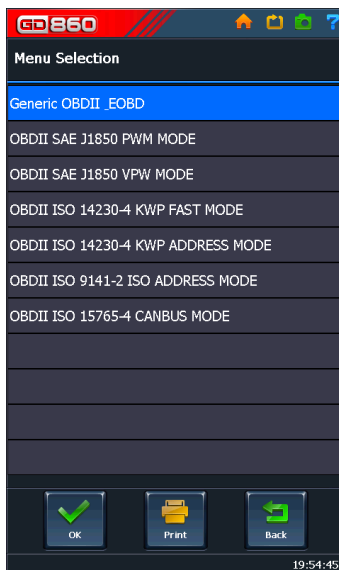 GD860
?
Menu Selection
Generic OBDII _EOBD
OBDII SAE J1850 PWM MODE
OBDII SAE J1850 VPW MODE
OBDII ISO 14230-4 KWP FAST MODE
OBDII ISO 14230-4 KWP ADDRESS MODE
OBDII ISO 9141-2 ISO ADDRESS MODE
OBDII ISO 15765-4 CANBUS MODE
OK Print Back
19:54:45